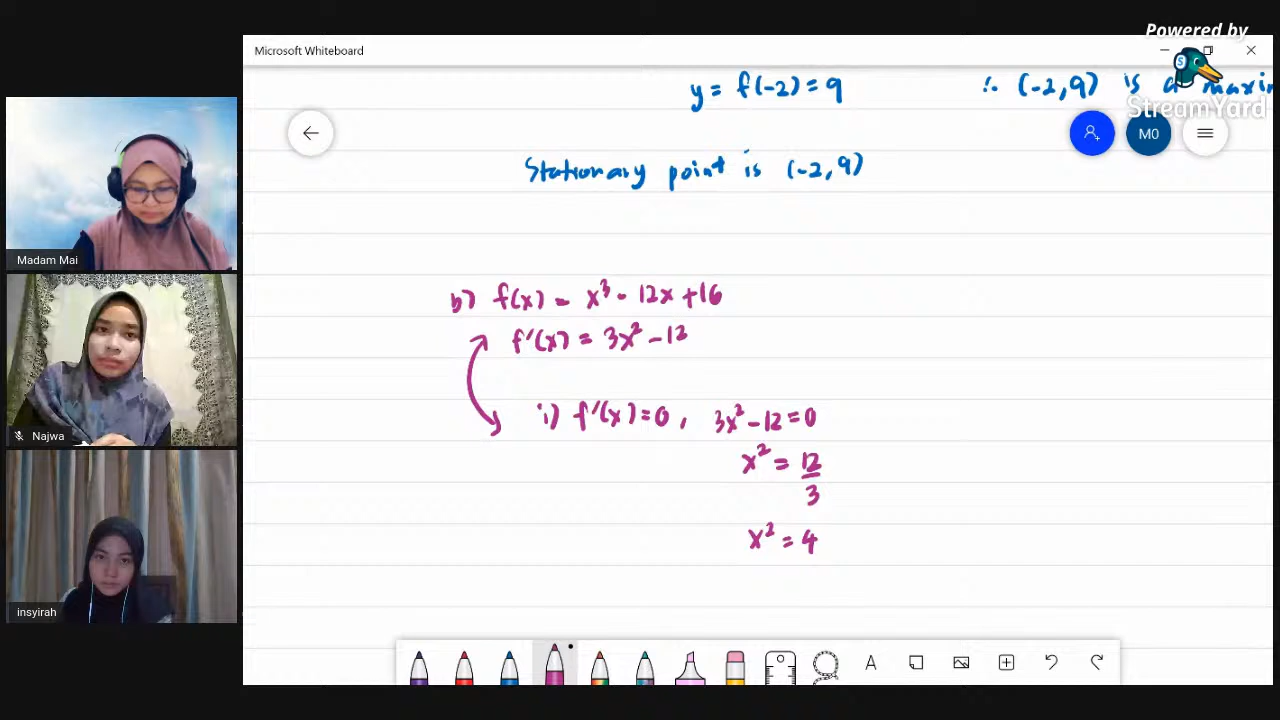 Powered by
StreamYard
Microsoft Whiteboard
y = f(-2) = 9
∴ (-2,9) is a maxim
M0
Stationary point is (-2,9)
Madam Mai
b) f(x) = x³ - 12x + 16
f'(x) = 3x² - 12
i) f'(x) = 0, 3x² - 12 = 0
x² = 12/3
x² = 4
Najwa
insyirah
A